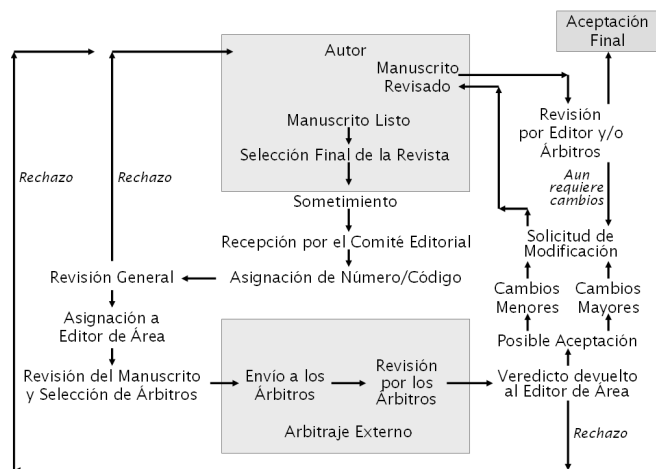 Aceptación
Final
Autor
Manuscrito
Revisado
Revisión
por Editor y/o
Árbitros
Manuscrito Listo
Selección Final de la Revista
Rechazo
Rechazo
Aun
requiere
cambios
Sometimiento
Solicitud de
Modificación
Recepción por el Comité Editorial
Revisión General
Asignación de Número/Código
Cambios
Menores
Cambios
Mayores
Asignación a
Editor de Área
Posible Aceptación
Revisión del Manuscrito
y Selección de Árbitros
Envío a los
Árbitros
Revisión
por los
Árbitros
Veredicto devuelto
al Editor de Área
Arbitraje Externo
Rechazo